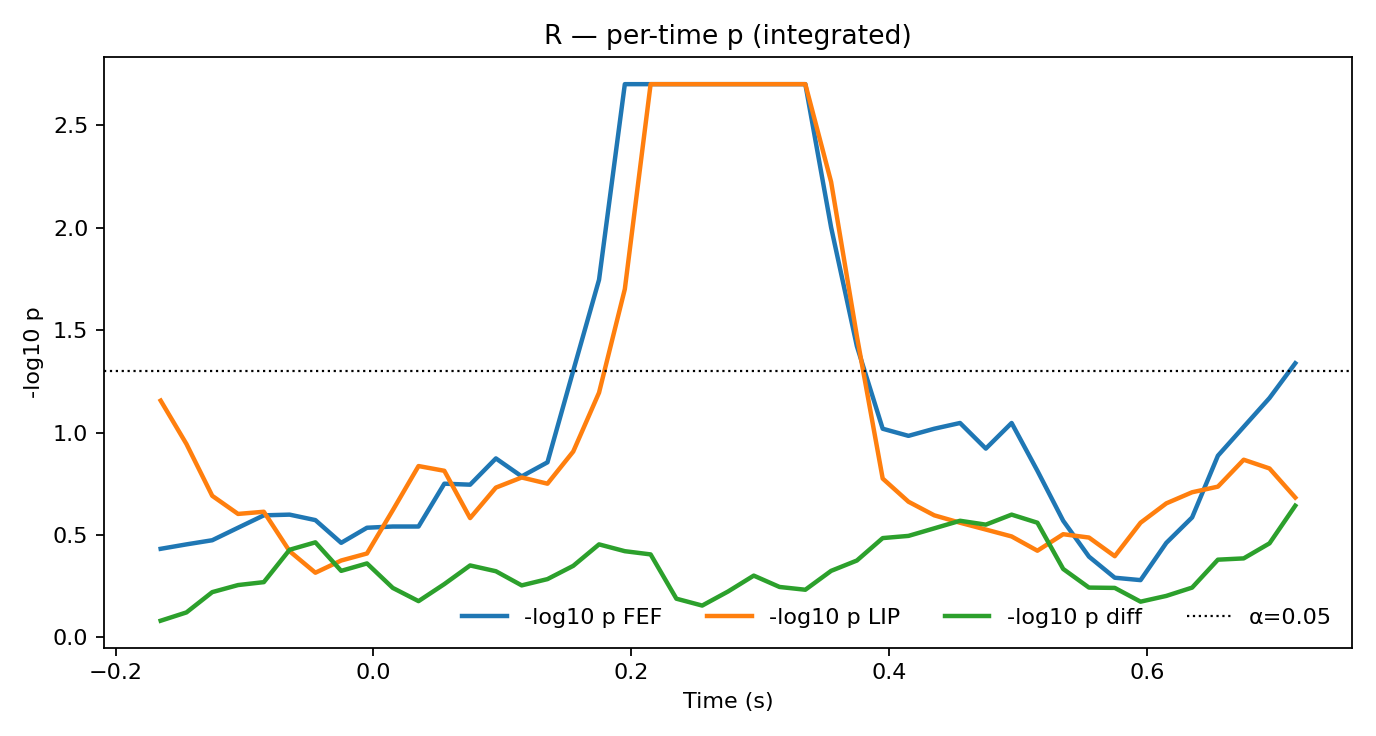 R — per-time p (integrated)
-log10 p
2.5
2.0
1.5
1.0
0.5
0.0
-log10 p FEF -log10 p LIP -log10 p diff α=0.05
−0.2 0.0 0.2 0.4 0.6
Time (s)